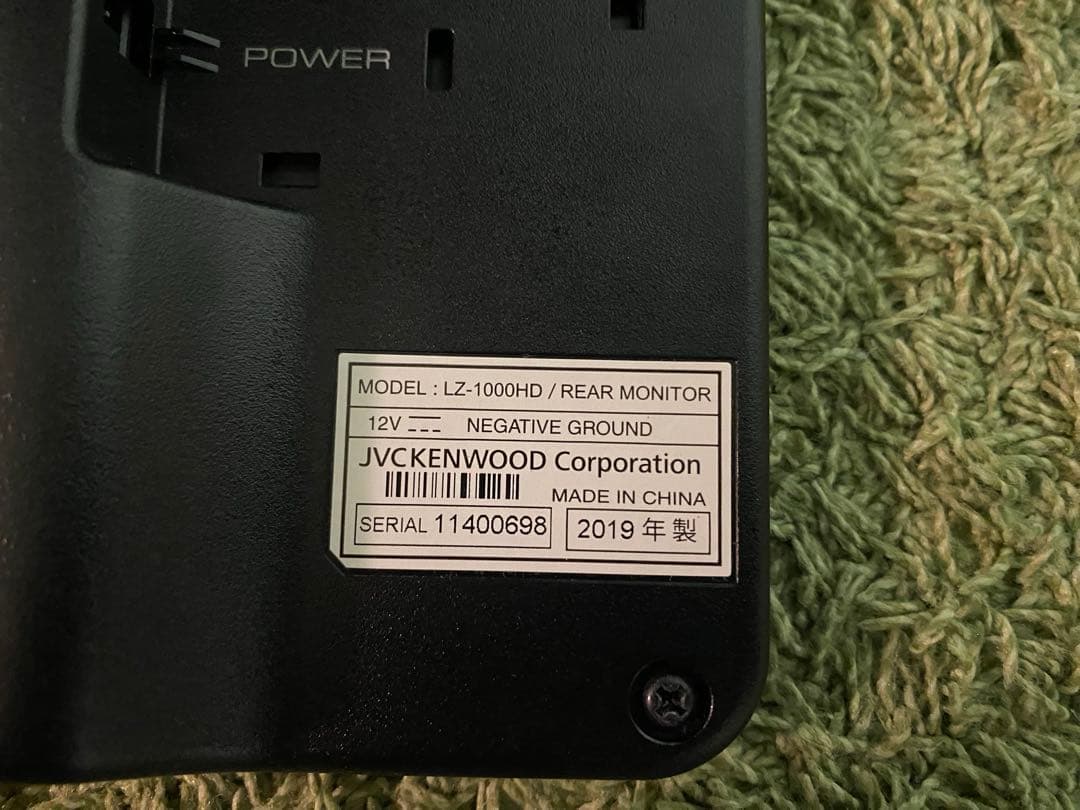 POWER
MODEL : LZ-1000HD / REAR MONITOR
12V ⎓ NEGATIVE GROUND
JVCKENWOOD Corporation
MADE IN CHINA
SERIAL 11400698
2019 年 製